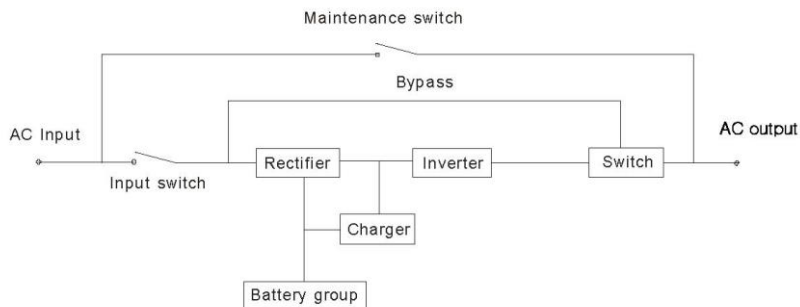 Maintenance switch
Bypass
AC Input
AC output
Rectifier
Inverter
Switch
Input switch
Charger
Battery group